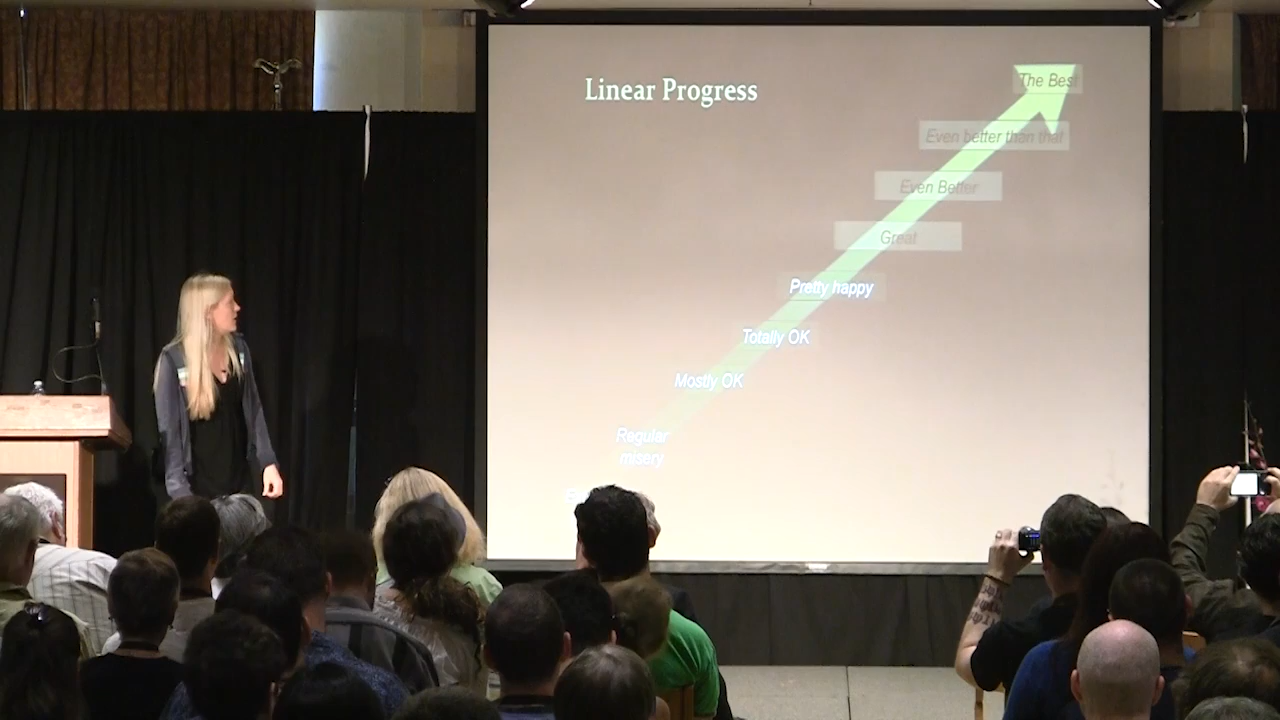 Linear Progress
The Best
Even better than that
Even Better
Great
Pretty happy
Totally OK
Mostly OK
Regular
misery